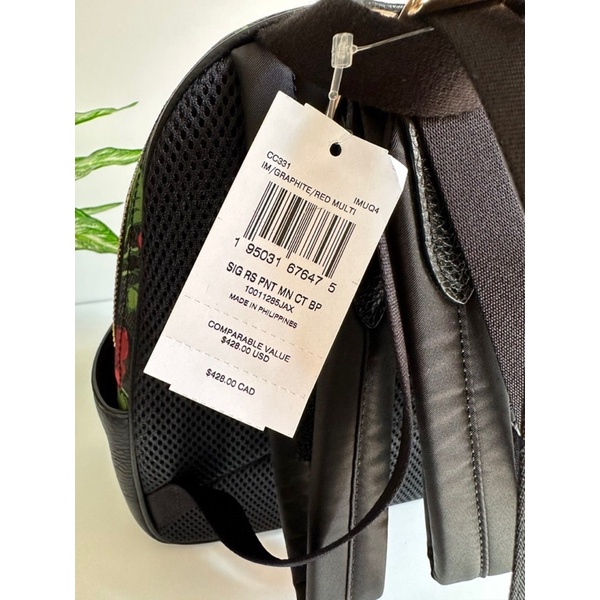 CC331
IM/GRAPHITE/RED MULTI IMUQ4
1 95031 67647 5
SIG RS PNT MN CT BP
10011285JAX
MADE IN PHILIPPINES
COMPARABLE VALUE
$428.00 USD
$428.00 CAD